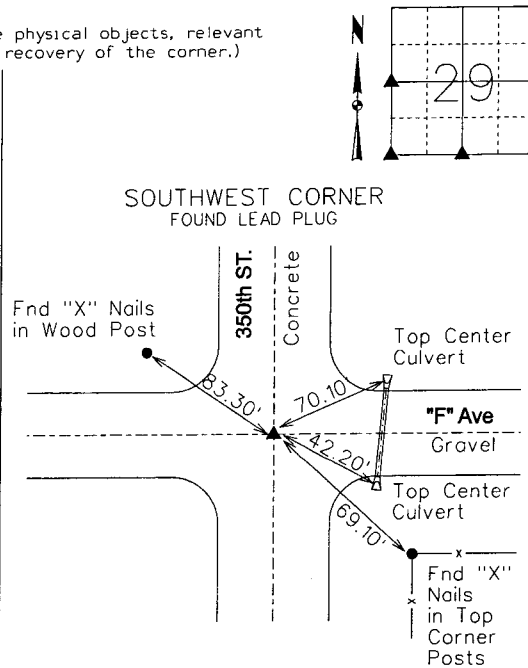 e physical objects, relevant
recovery of the corner.)
N
29
SOUTHWEST CORNER
FOUND LEAD PLUG
350th ST.
Concrete
Fnd "X" Nails
in Wood Post
Top Center
Culvert
83.30'
70.10'
"F" Ave
Gravel
42.20'
69.10'
Top Center
Culvert
x
x
Fnd "X"
Nails
in Top
Corner
Posts